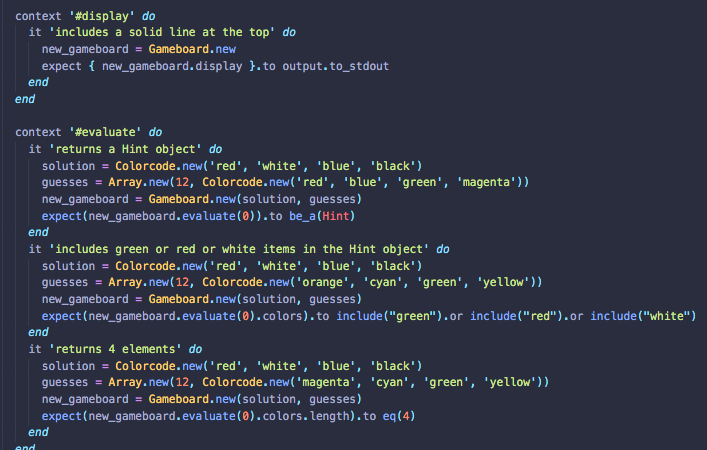 context '#display' do
it 'includes a solid line at the top' do
new_gameboard = Gameboard.new
expect { new_gameboard.display }.to output.to_stdout
end
end
context '#evaluate' do
it 'returns a Hint object' do
solution = Colorcode.new('red', 'white', 'blue', 'black')
guesses = Array.new(12, Colorcode.new('red', 'blue', 'green', 'magenta'))
new_gameboard = Gameboard.new(solution, guesses)
expect(new_gameboard.evaluate(0)).to be_a(Hint)
end
it 'includes green or red or white items in the Hint object' do
solution = Colorcode.new('red', 'white', 'blue', 'black')
guesses = Array.new(12, Colorcode.new('orange', 'cyan', 'green', 'yellow'))
new_gameboard = Gameboard.new(solution, guesses)
expect(new_gameboard.evaluate(0).colors).to include("green").or include("red").or include("white")
end
it 'returns 4 elements' do
solution = Colorcode.new('red', 'white', 'blue', 'black')
guesses = Array.new(12, Colorcode.new('magenta', 'cyan', 'green', 'yellow'))
new_gameboard = Gameboard.new(solution, guesses)
expect(new_gameboard.evaluate(0).colors.length).to eq(4)
end
end